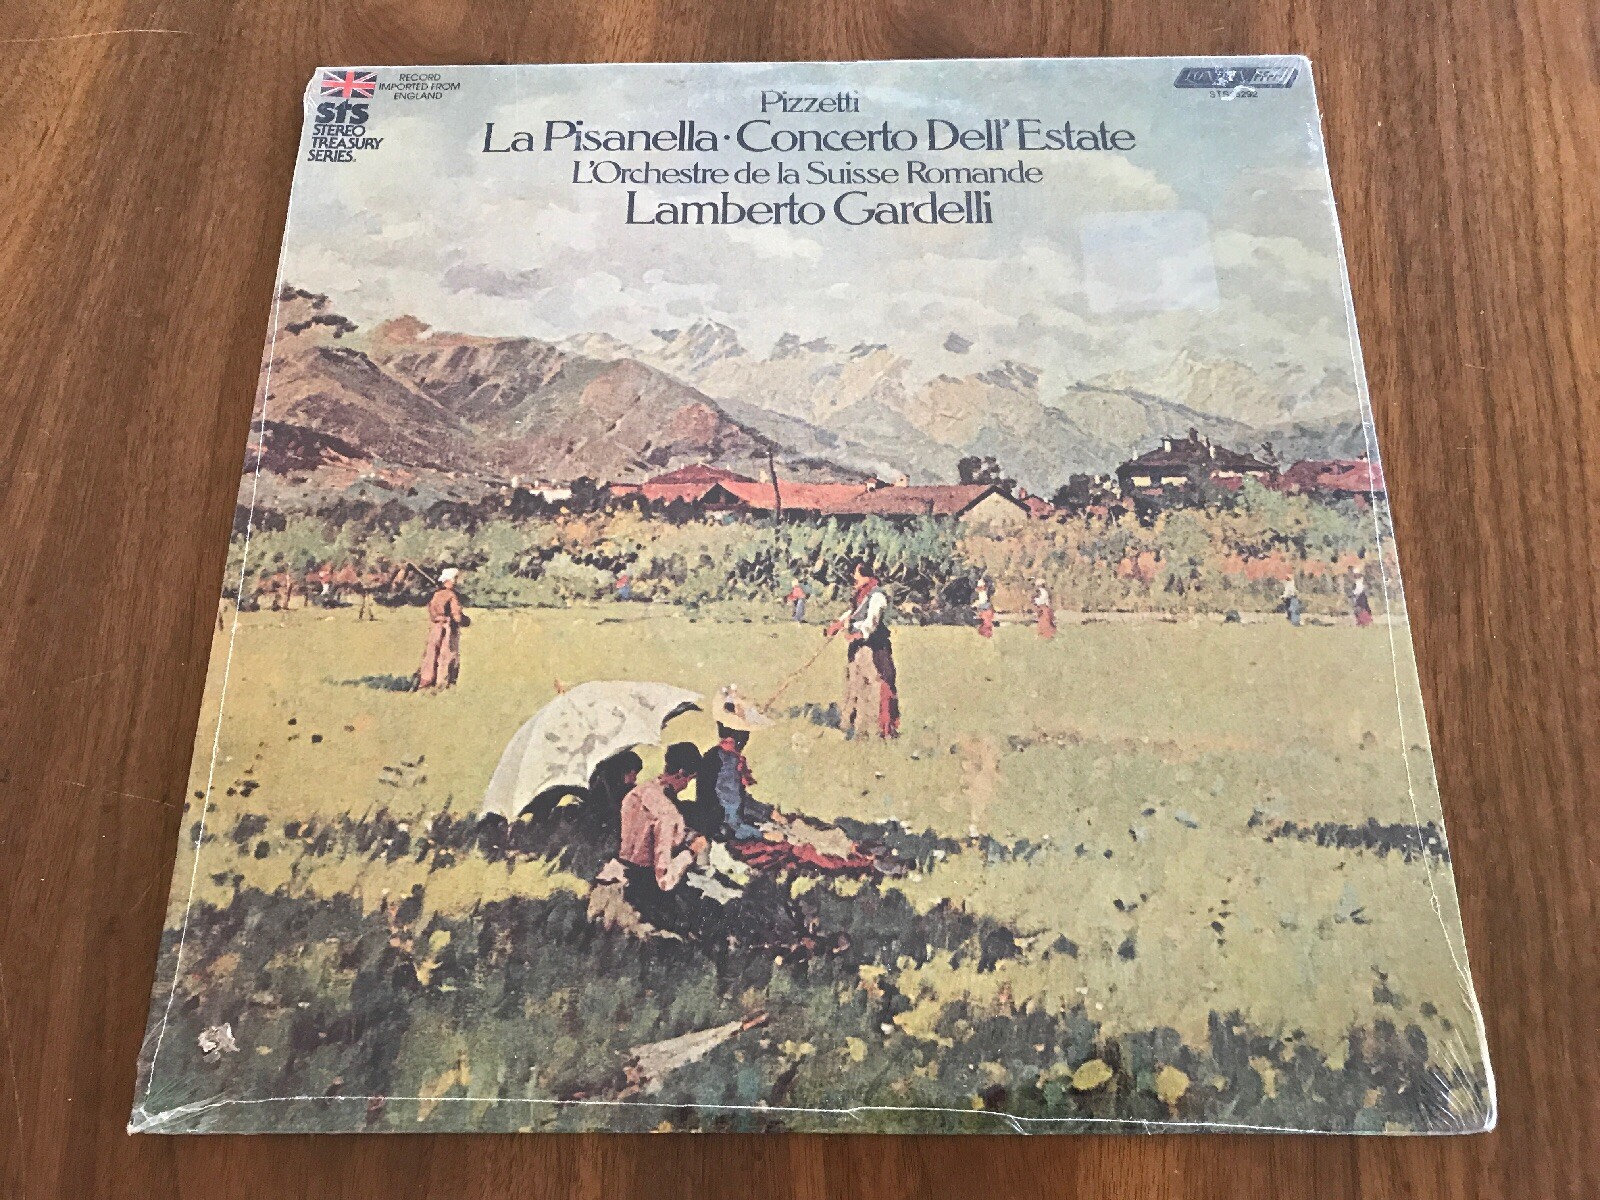 RECORD
IMPORTED FROM
ENGLAND
STS
STEREO
TREASURY
SERIES
Pizzetti
La Pisanella · Concerto Dell' Estate
L'Orchestre de la Suisse Romande
Lamberto Gardelli